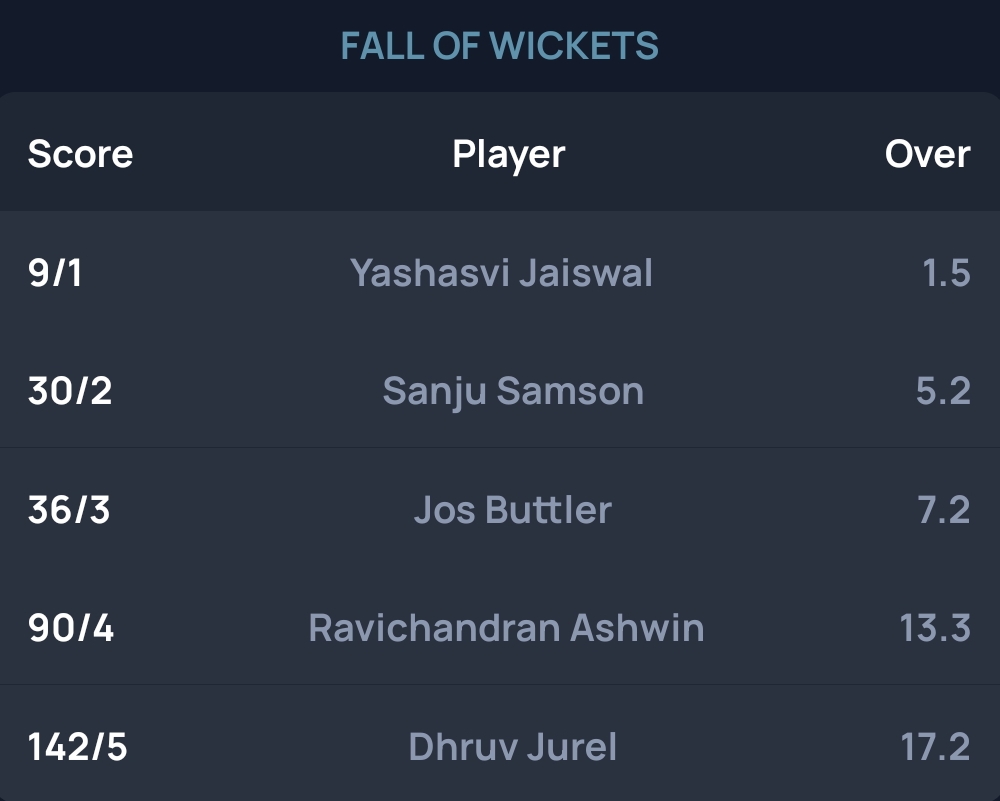 FALL OF WICKETS
Score Player Over
9/1 Yashasvi Jaiswal 1.5
30/2 Sanju Samson 5.2
36/3 Jos Buttler 7.2
90/4 Ravichandran Ashwin 13.3
142/5 Dhruv Jurel 17.2